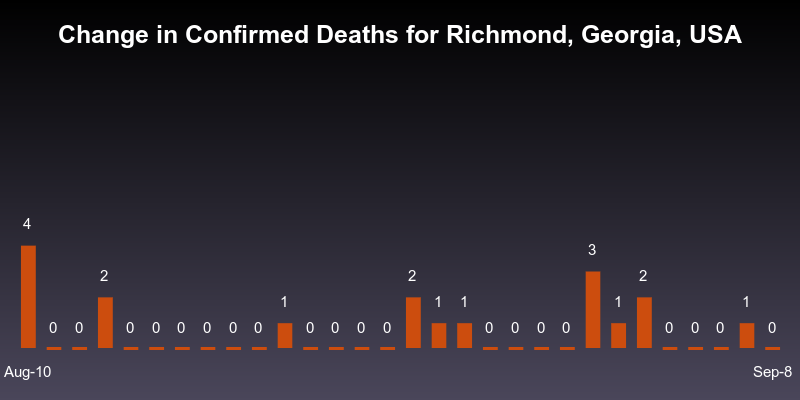 Change in Confirmed Deaths for Richmond, Georgia, USA
4
3
2 2 2
1 1 1 1 1
0 0 0 0 0 0 0 0 0 0 0 0 0 0 0 0 0 0 0 0
Aug-10 Sep-8